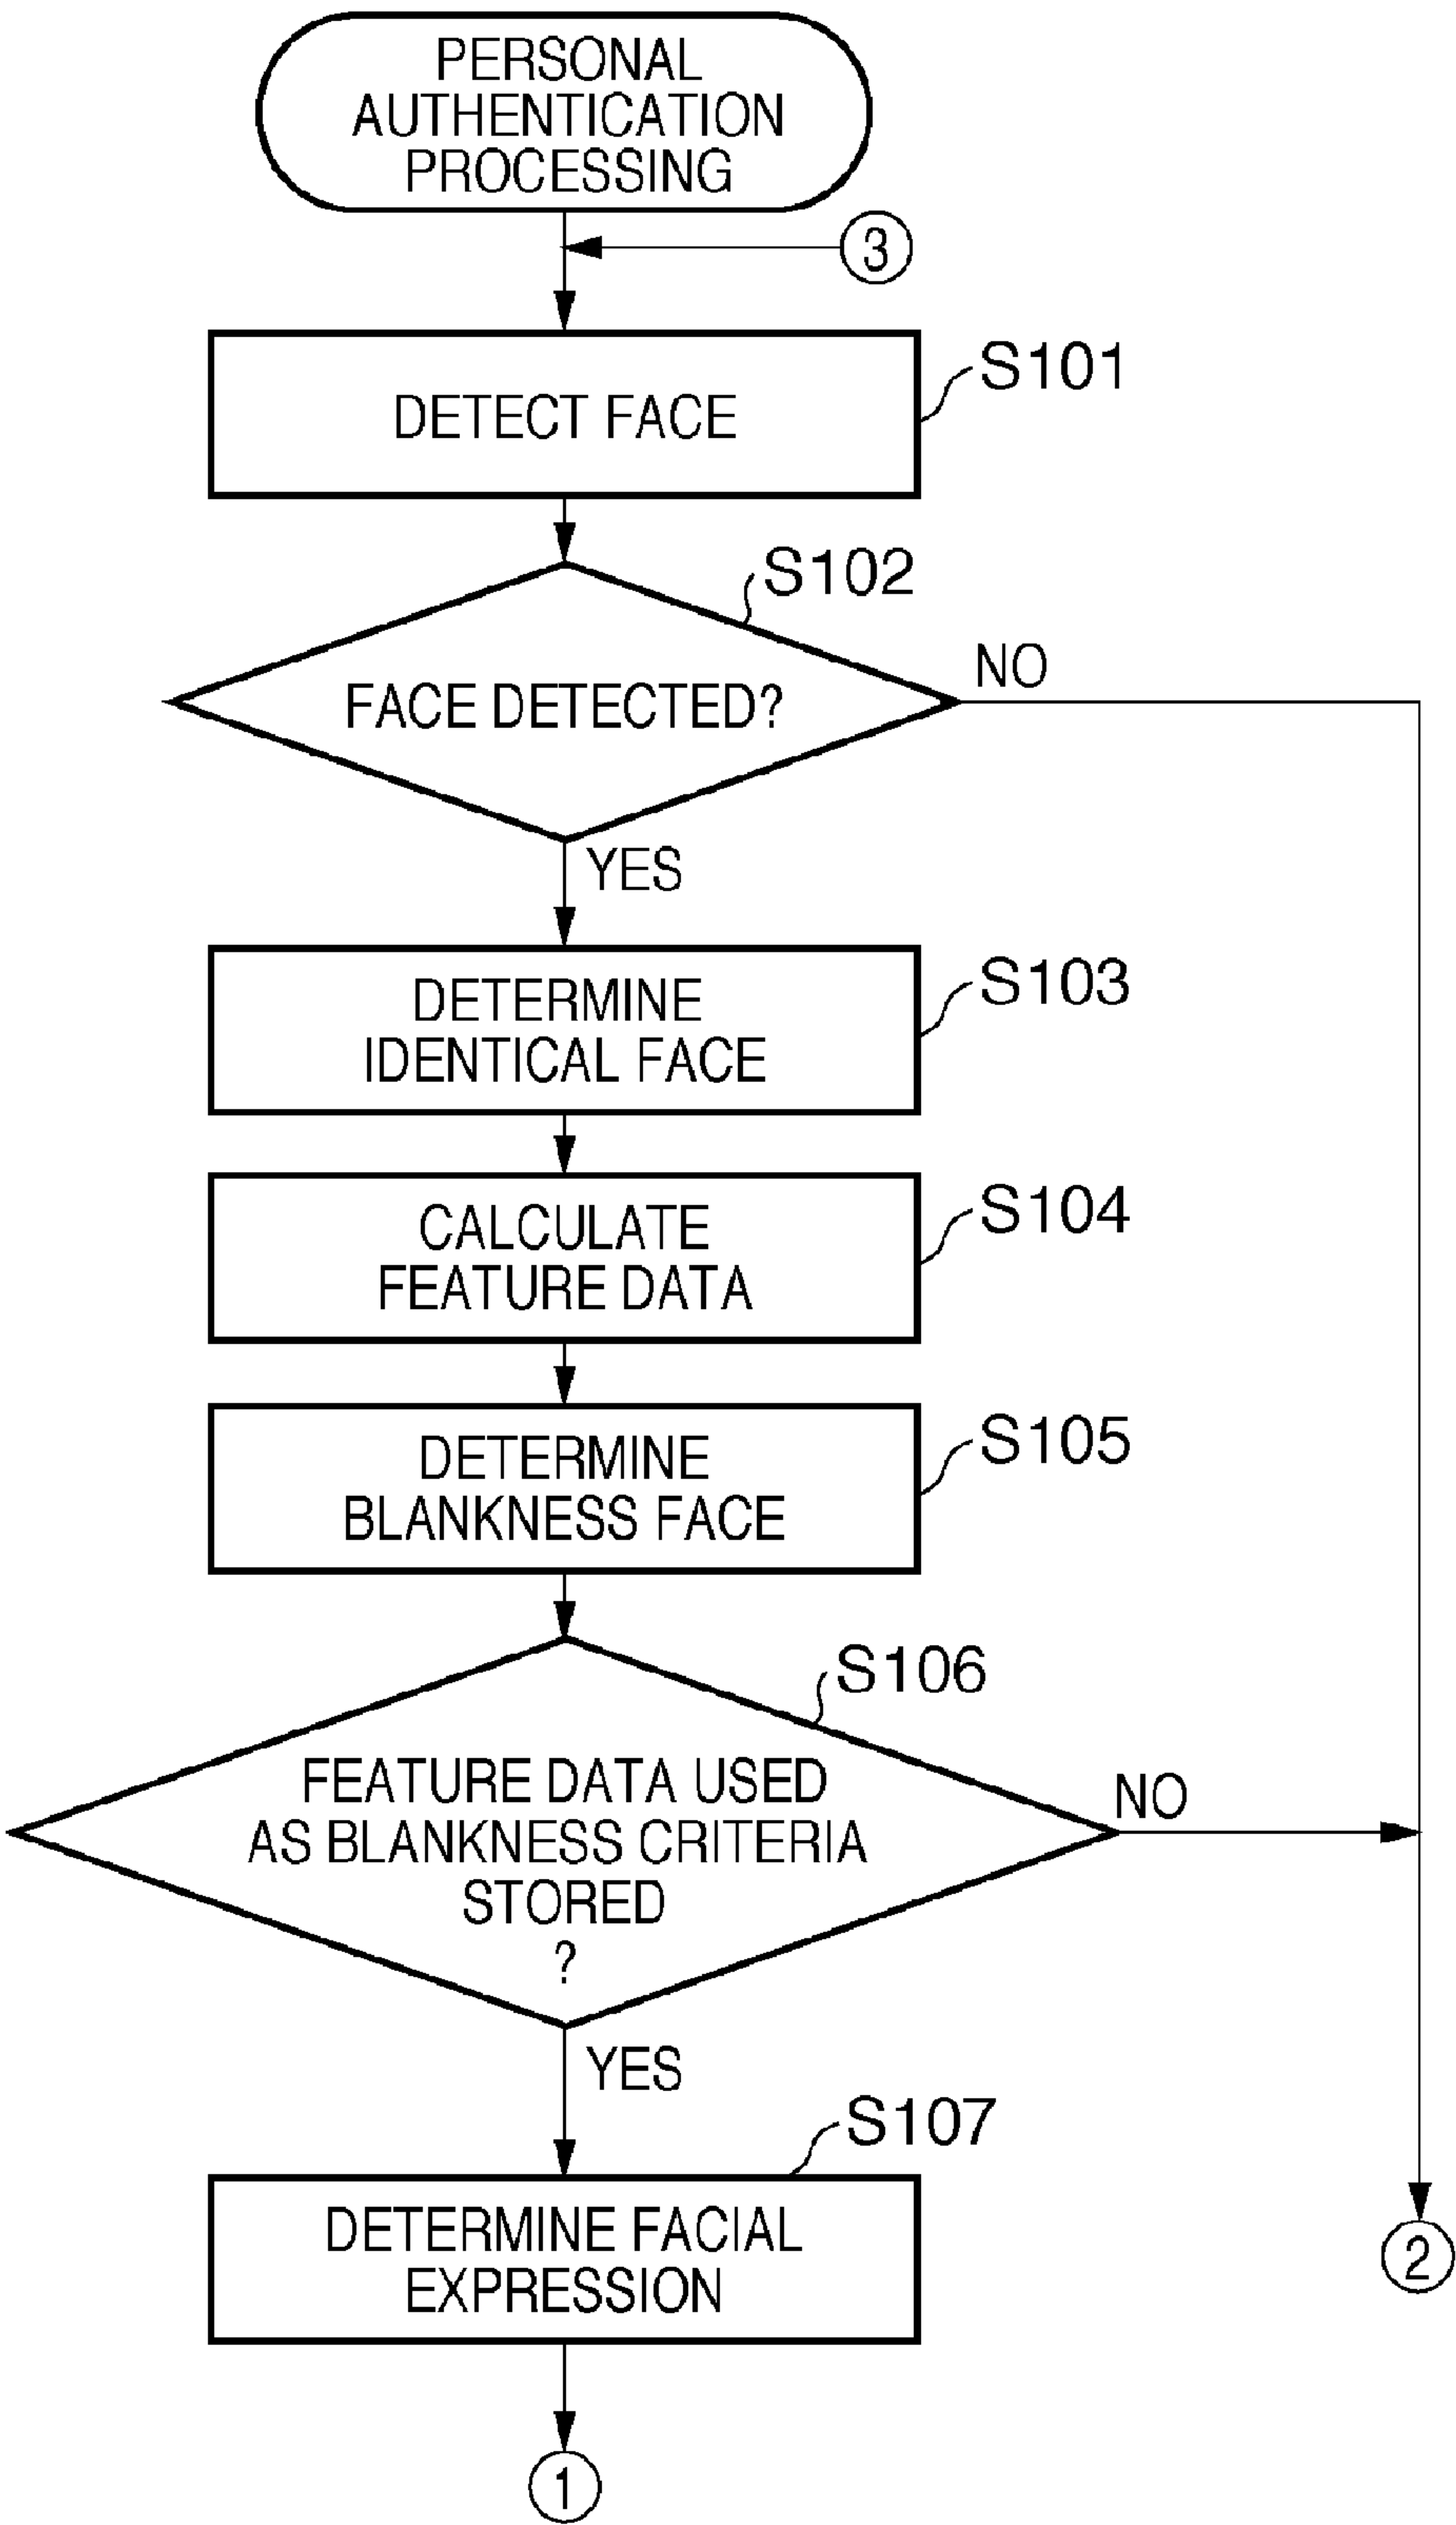 PERSONAL
AUTHENTICATION
PROCESSING
3
S101
DETECT FACE
S102
FACE DETECTED?
NO
YES
S103
DETERMINE
IDENTICAL FACE
S104
CALCULATE
FEATURE DATA
S105
DETERMINE
BLANKNESS FACE
S106
FEATURE DATA USED
AS BLANKNESS CRITERIA
STORED
?
NO
YES
S107
DETERMINE FACIAL
EXPRESSION
2
1